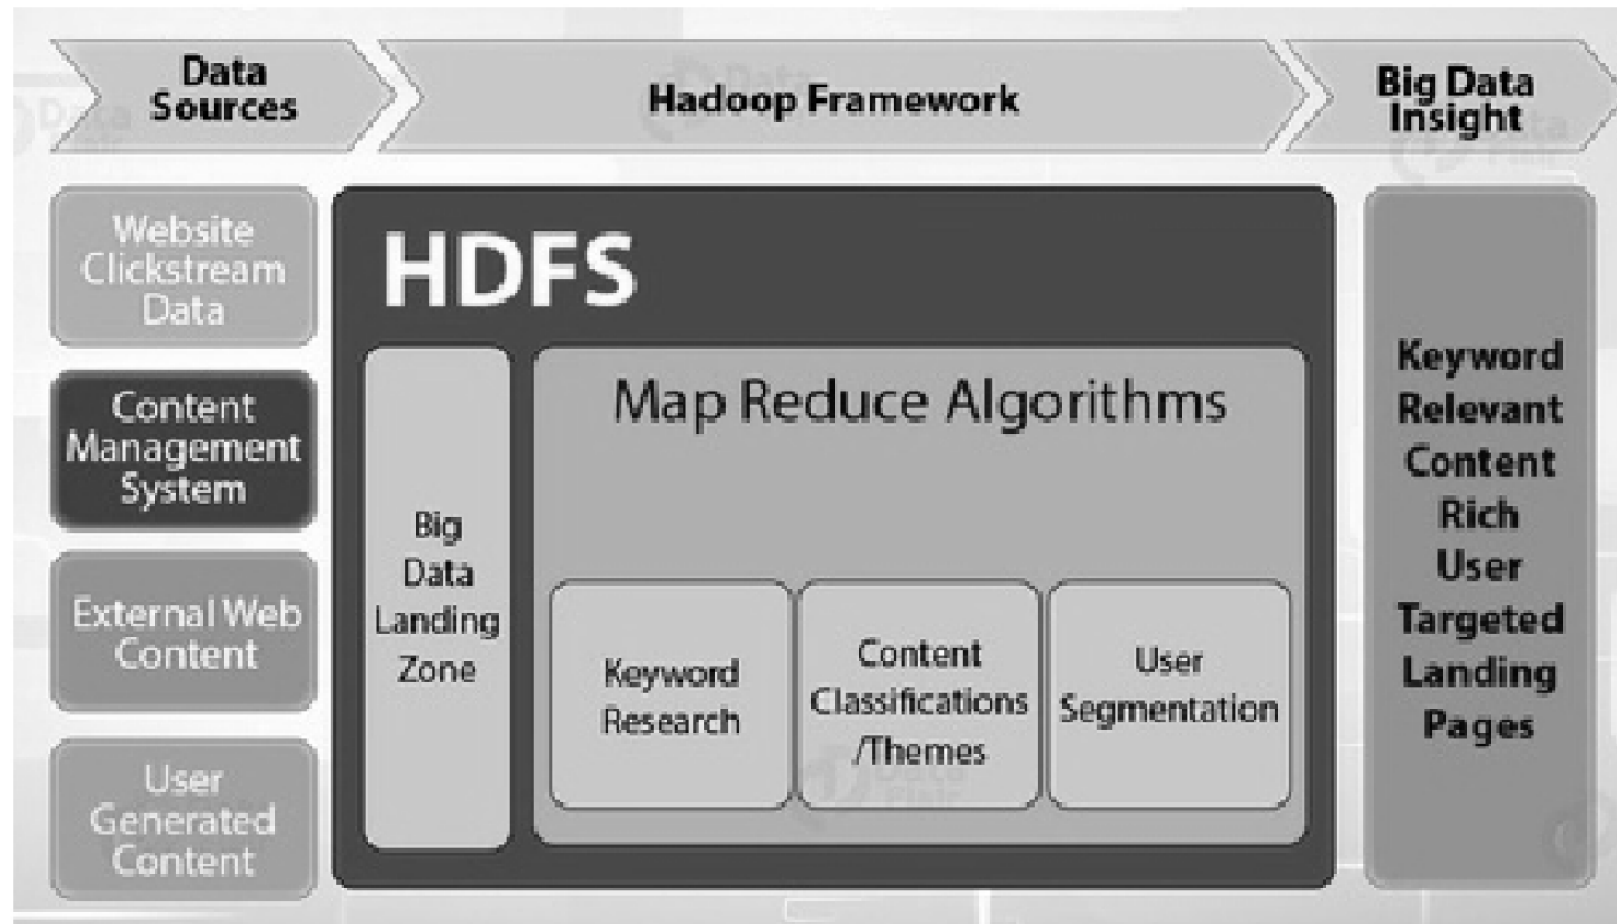 Data
Sources
Hadoop Framework
Big Data
Insight
Website
Clickstream
Data
Content
Management
System
External Web
Content
User
Generated
Content
HDFS
Big
Data
Landing
Zone
Map Reduce Algorithms
Keyword
Research
Content
Classifications
/Themes
User
Segmentation
Keyword
Relevant
Content
Rich
User
Targeted
Landing
Pages
Data
Flair